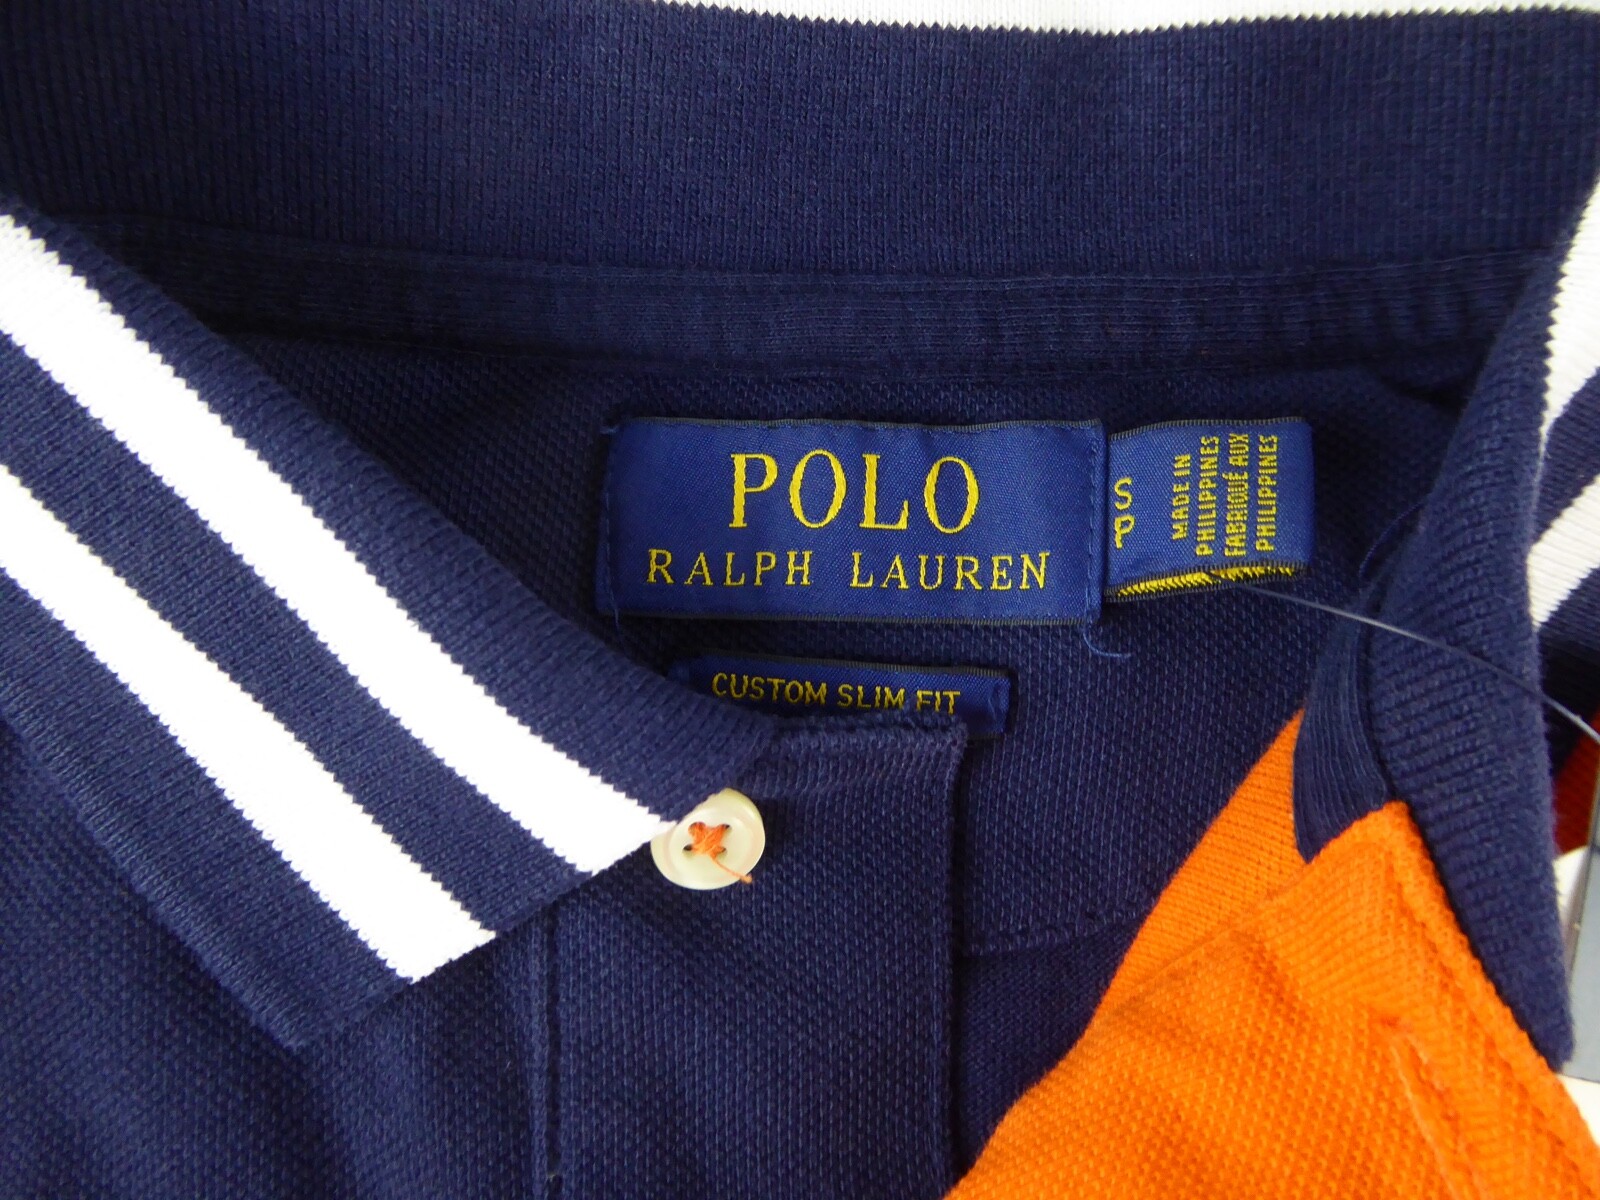 POLO
RALPH LAUREN
S
P
MADE IN
PHILIPPINES
FABRIQUÉ AUX
PHILIPPINES
CUSTOM SLIM FIT